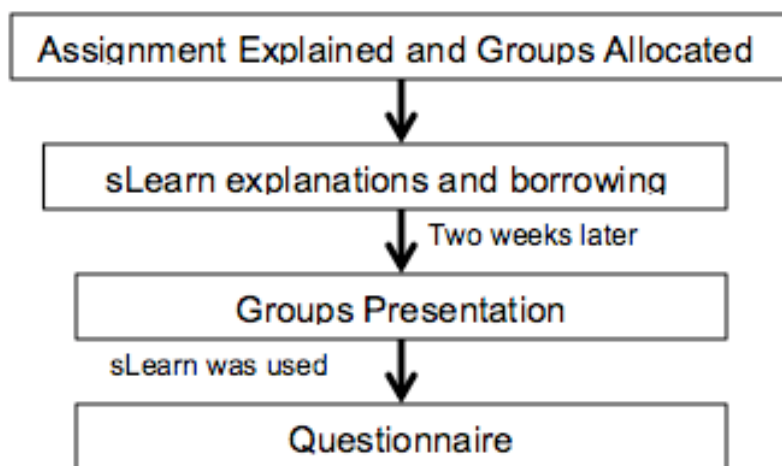 Assignment Explained and Groups Allocated
sLearn explanations and borrowing
Two weeks later
Groups Presentation
sLearn was used
Questionnaire